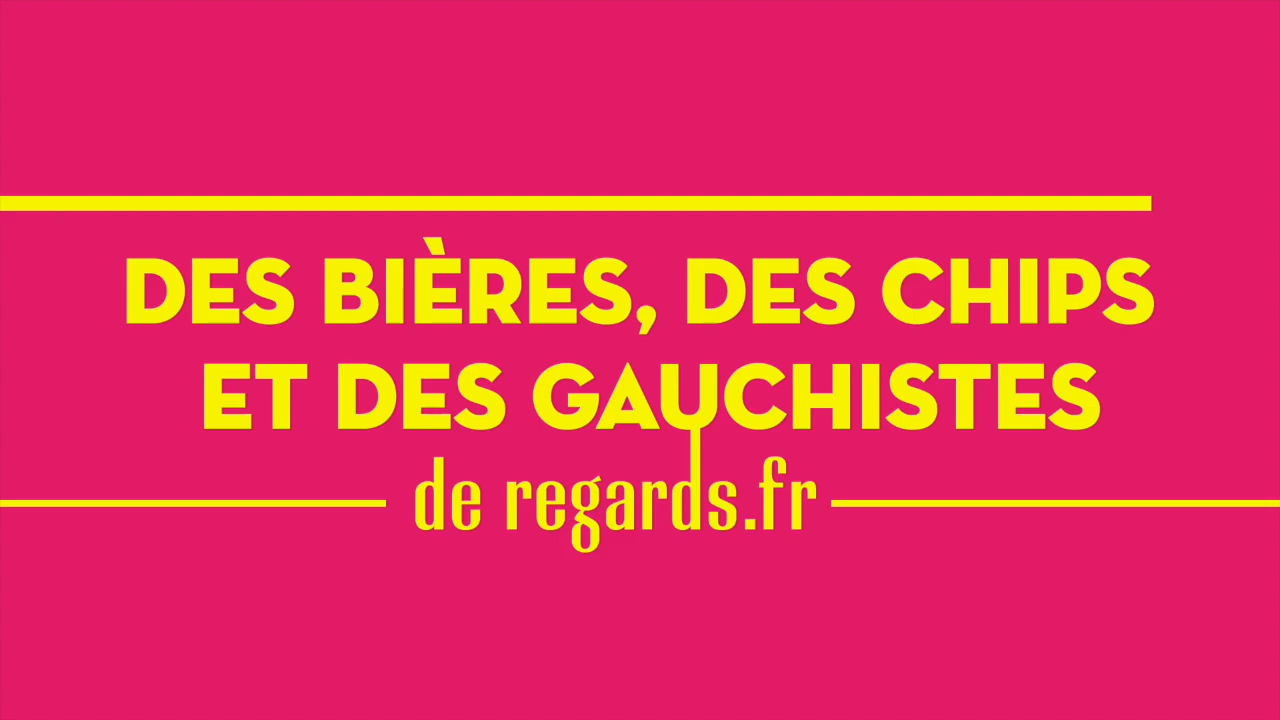 DES BIÈRES, DES CHIPS
ET DES GAUCHISTES
de regards.fr